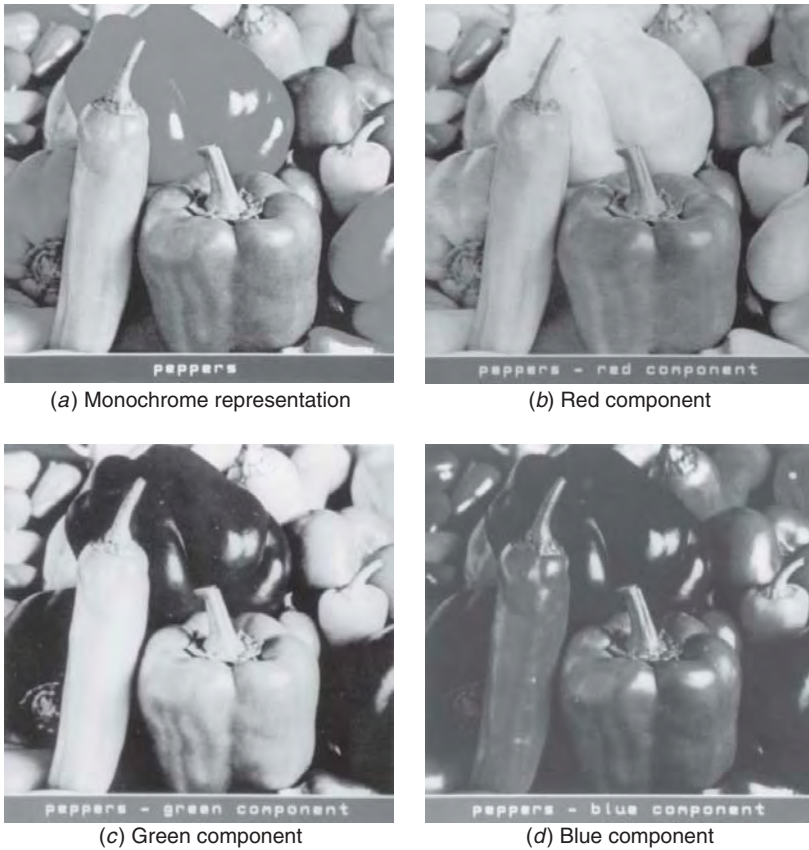 peppers
peppers - red component
(a) Monochrome representation
(b) Red component
peppers - green component
peppers - blue component
(c) Green component
(d) Blue component